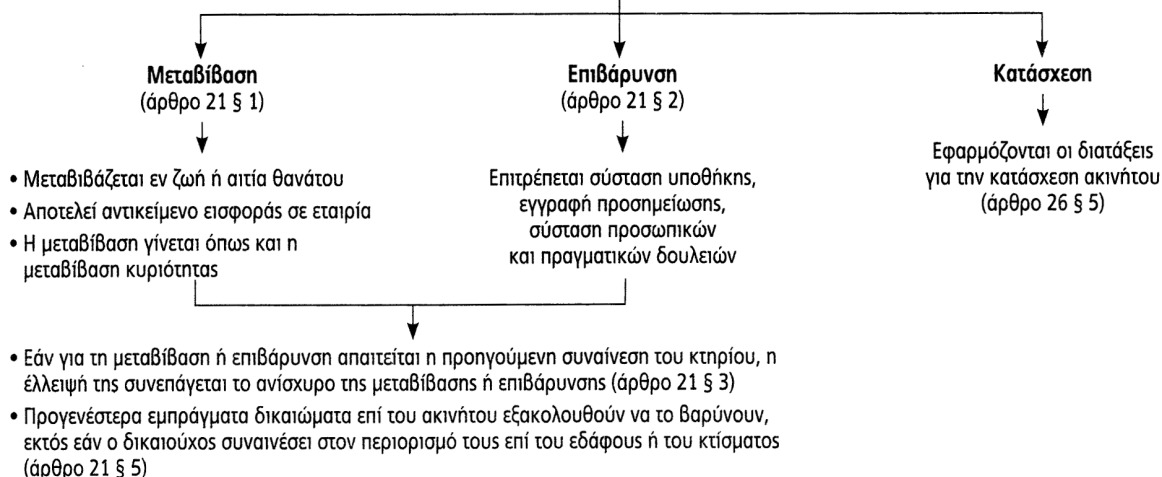 Μεταβίβαση
(άρθρο 21 § 1)
• Μεταβιβάζεται εν ζωή ή αιτία θανάτου
• Αποτελεί αντικείμενο εισφοράς σε εταιρία
• Η μεταβίβαση γίνεται όπως και η
μεταβίβαση κυριότητας
Επιβάρυνση
(άρθρο 21 § 2)
Επιτρέπεται σύσταση υποθήκης,
εγγραφή προσημείωσης,
σύσταση προσωπικών
και πραγματικών δουλειών
Κατάσχεση
Εφαρμόζονται οι διατάξεις
για την κατάσχεση ακινήτου
(άρθρο 26 § 5)
• Εάν για τη μεταβίβαση ή επιβάρυνση απαιτείται η προηγούμενη συναίνεση του κτηρίου, η
έλλειψή της συνεπάγεται το ανίσχυρο της μεταβίβασης ή επιβάρυνσης (άρθρο 21 § 3)
• Προγενέστερα εμπράγματα δικαιώματα επί του ακινήτου εξακολουθούν να το βαρύνουν,
εκτός εάν ο δικαιούχος συναινέσει στον περιορισμό τους επί του εδάφους ή του κτίσματος
(άρθρο 21 § 5)